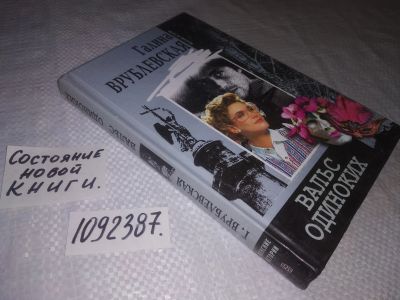 Галина
ВРУБЛЕВСКАЯ
ВАЛЬС
ОДИНОКИХ
Г. ВРУБЛЕВСКАЯ
ВАЛЬС ОДИНОКИХ
СОСТОЯНИЕ
НОВОЙ
КНИГИ.
1092387.